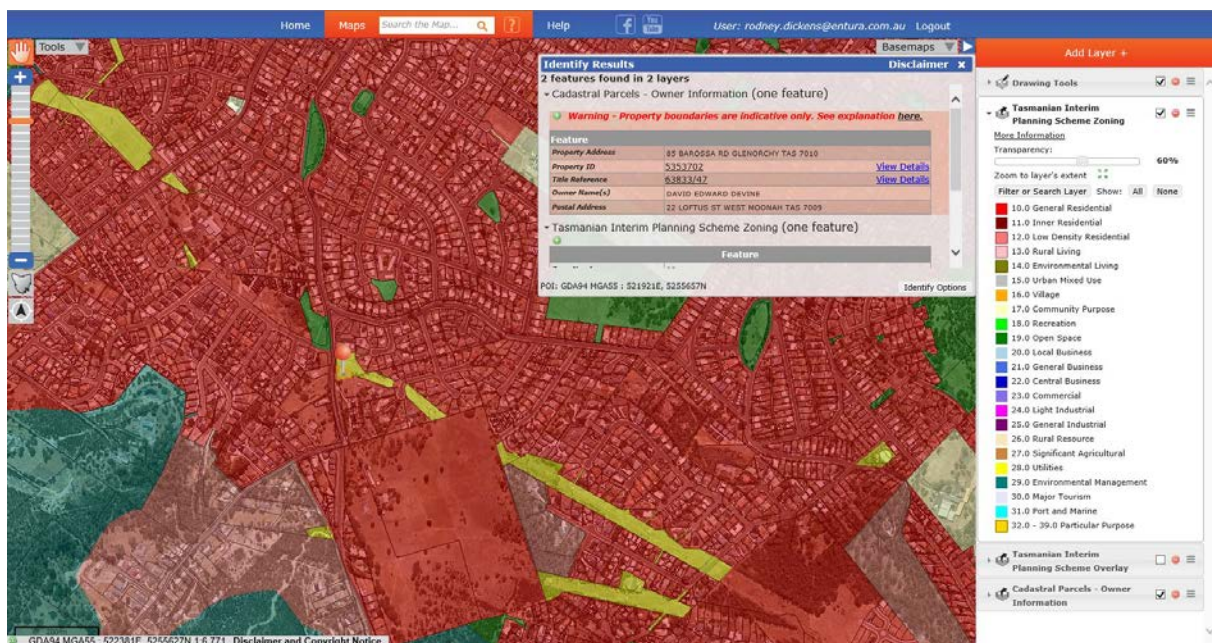 Home Maps Search the Map... ? Help f You Tube User: rodney.dickens@entura.com.au Logout
Tools
Basemaps
Identify Results Disclaimer x
2 features found in 2 layers
Cadastral Parcels - Owner Information (one feature)
Warning - Property boundaries are indicative only. See explanation here.
Feature
Property Address 85 BAROSSA RD GLENORCHY TAS 7010
Property ID 5353702 View Details
Title Reference 63833/47 View Details
Owner Name(s) DAVID EDWARD DEVINE
Postal Address 22 LOFTUS ST WEST MOONAH TAS 7009
Tasmanian Interim Planning Scheme Zoning (one feature)
Feature
POI: GDA94 MGA55 : 521921E, 5255657N Identify Options
Add Layer +
Drawing Tools
Tasmanian Interim
Planning Scheme Zoning
More Information
Transparency:
60%
Zoom to layer's extent
Filter or Search Layer Show: All None
10.0 General Residential
11.0 Inner Residential
12.0 Low Density Residential
13.0 Rural Living
14.0 Environmental Living
15.0 Urban Mixed Use
16.0 Village
17.0 Community Purpose
18.0 Recreation
19.0 Open Space
20.0 Local Business
21.0 General Business
22.0 Central Business
23.0 Commercial
24.0 Light Industrial
25.0 General Industrial
26.0 Rural Resource
27.0 Significant Agricultural
28.0 Utilities
29.0 Environmental Management
30.0 Major Tourism
31.0 Port and Marine
32.0 - 39.0 Particular Purpose
Tasmanian Interim
Planning Scheme Overlay
Cadastral Parcels - Owner
Information
GDA94 MGA55 : 522381E, 5255627N 1:6,771 Disclaimer and Copyright Notice